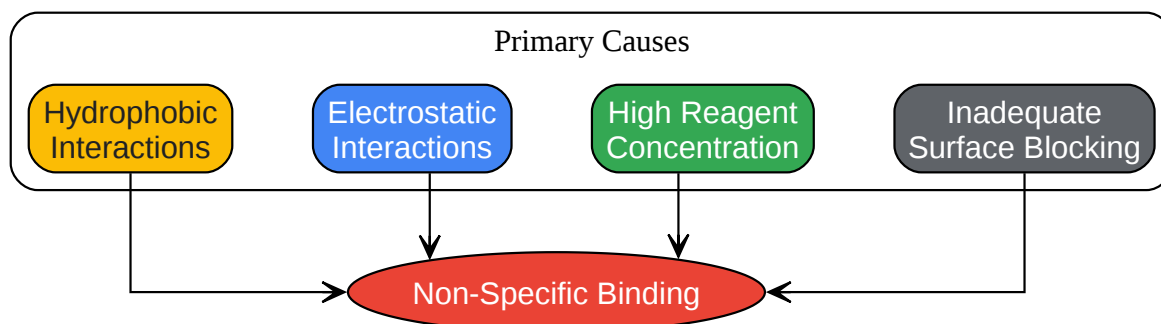 Primary Causes
Hydrophobic
Interactions
Electrostatic
Interactions
High Reagent
Concentration
Inadequate
Surface Blocking
Non-Specific Binding